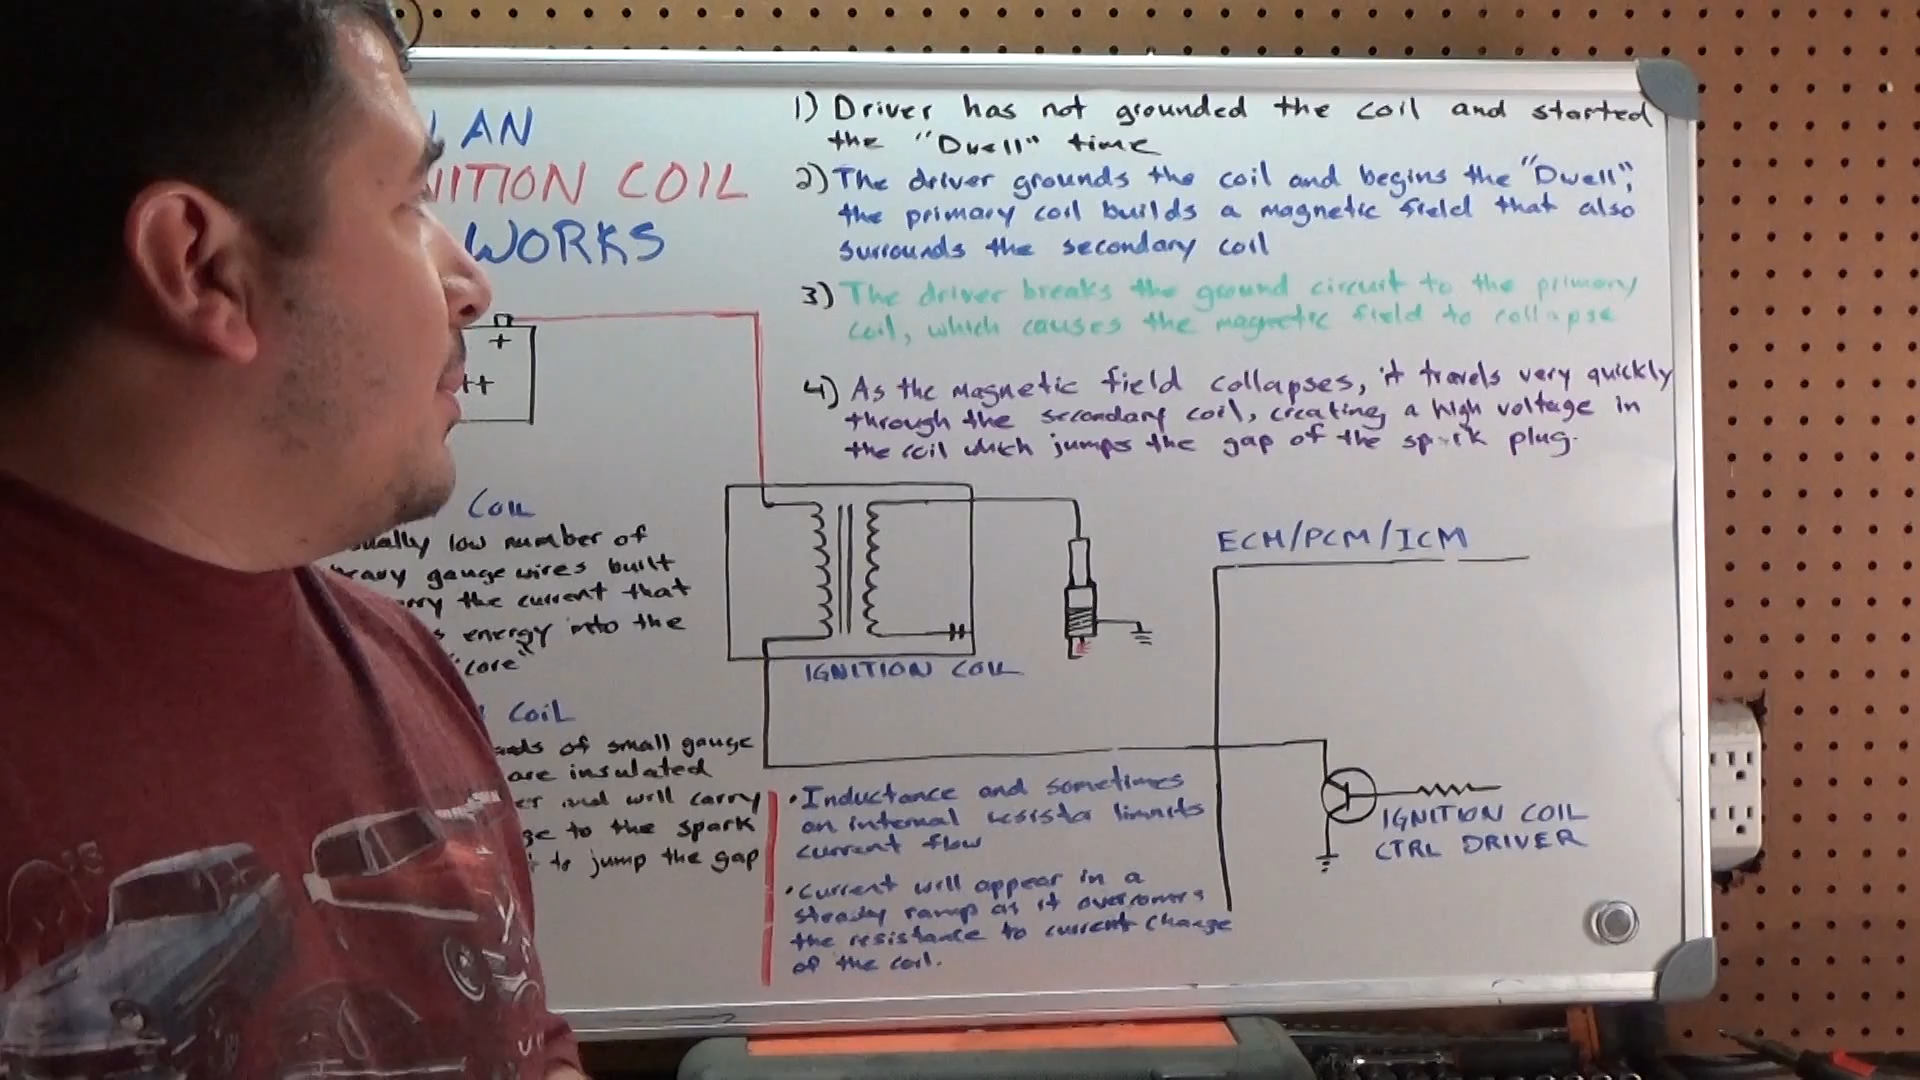 AN
NITION COIL
WORKS
1) Driver has not grounded the coil and started
the "Dwell" time
2) The driver grounds the coil and begins the "Dwell",
the primary coil builds a magnetic field that also
surrounds the secondary coil
3) The driver breaks the ground circuit to the primary
coil, which causes the magnetic field to collapse
4) As the magnetic field collapses, it travels very quickly
through the secondary coil, creating a high voltage in
the coil which jumps the gap of the spark plug.
+
++
COIL
ually low number of
heavy gauge wires built
rry the current that
s energy into the
"core"
COIL
ands of small gauge
are insulated
er and will carry
ge to the spark
t to jump the gap
IGNITION COIL
ECM/PCM/ICM
IGNITION COIL
CTRL DRIVER
• Inductance and sometimes
an internal resistor limits
current flow
• Current will appear in a
steady ramp as it overcomes
the resistance to current change
of the coil.